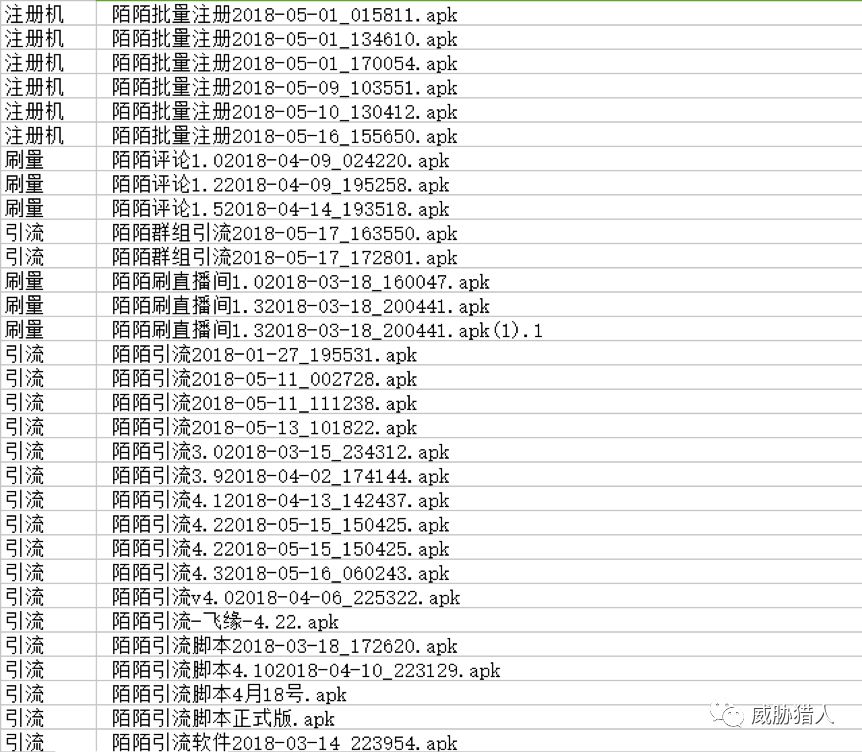 注册机 陌陌批量注册2018-05-01_015811.apk
注册机 陌陌批量注册2018-05-01_134610.apk
注册机 陌陌批量注册2018-05-01_170054.apk
注册机 陌陌批量注册2018-05-09_103551.apk
注册机 陌陌批量注册2018-05-10_130412.apk
注册机 陌陌批量注册2018-05-16_155650.apk
刷量 陌陌评论1.02018-04-09_024220.apk
刷量 陌陌评论1.22018-04-09_195258.apk
刷量 陌陌评论1.52018-04-14_193518.apk
引流 陌陌群组引流2018-05-17_163550.apk
引流 陌陌群组引流2018-05-17_172801.apk
刷量 陌陌刷直播间1.02018-03-18_160047.apk
刷量 陌陌刷直播间1.32018-03-18_200441.apk
刷量 陌陌刷直播间1.32018-03-18_200441.apk(1).1
引流 陌陌引流2018-01-27_195531.apk
引流 陌陌引流2018-05-11_002728.apk
引流 陌陌引流2018-05-11_111238.apk
引流 陌陌引流2018-05-13_101822.apk
引流 陌陌引流3.02018-03-15_234312.apk
引流 陌陌引流3.92018-04-02_174144.apk
引流 陌陌引流4.12018-04-13_142437.apk
引流 陌陌引流4.22018-05-15_150425.apk
引流 陌陌引流4.22018-05-15_150425.apk
引流 陌陌引流4.32018-05-16_060243.apk
引流 陌陌引流v4.02018-04-06_225322.apk
引流 陌陌引流-飞缘-4.22.apk
引流 陌陌引流脚本2018-03-18_172620.apk
引流 陌陌引流脚本4.102018-04-10_223129.apk
引流 陌陌引流脚本4月18号.apk
引流 陌陌引流脚本正式版.apk
引流 陌陌引流软件2018-03-14_223954.apk
威胁猎人